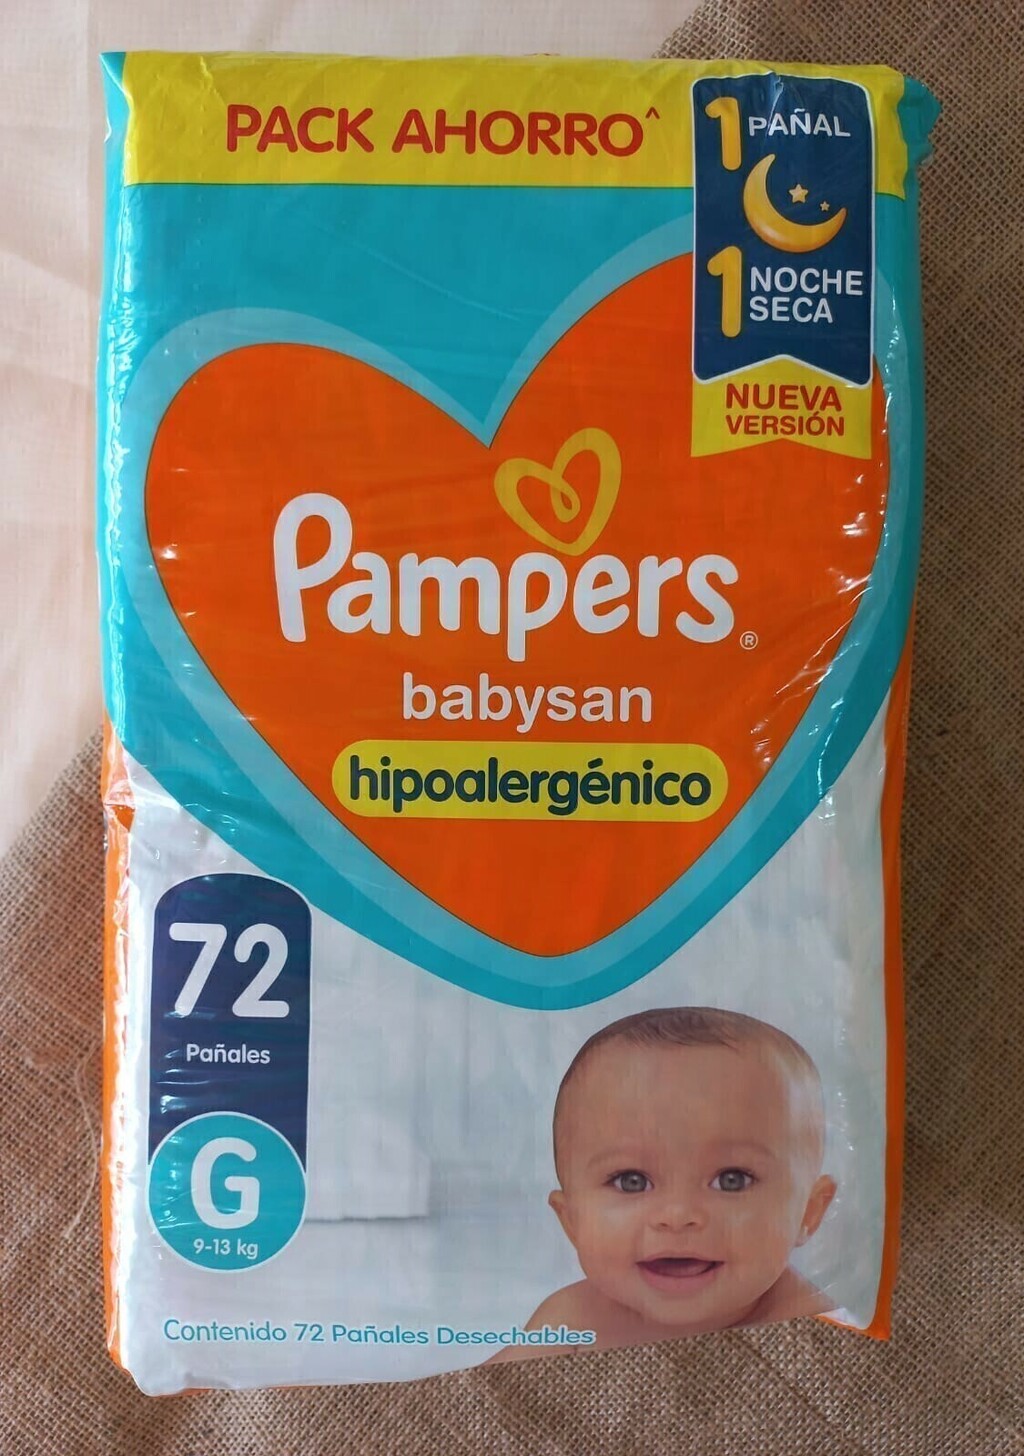 PACK AHORRO^
1 PAÑAL
1 NOCHE
SECA
NUEVA
VERSIÓN
Pampers®
babysan
hipoalergénico
72
Pañales
G
9-13 kg
Contenido 72 Pañales Desechables